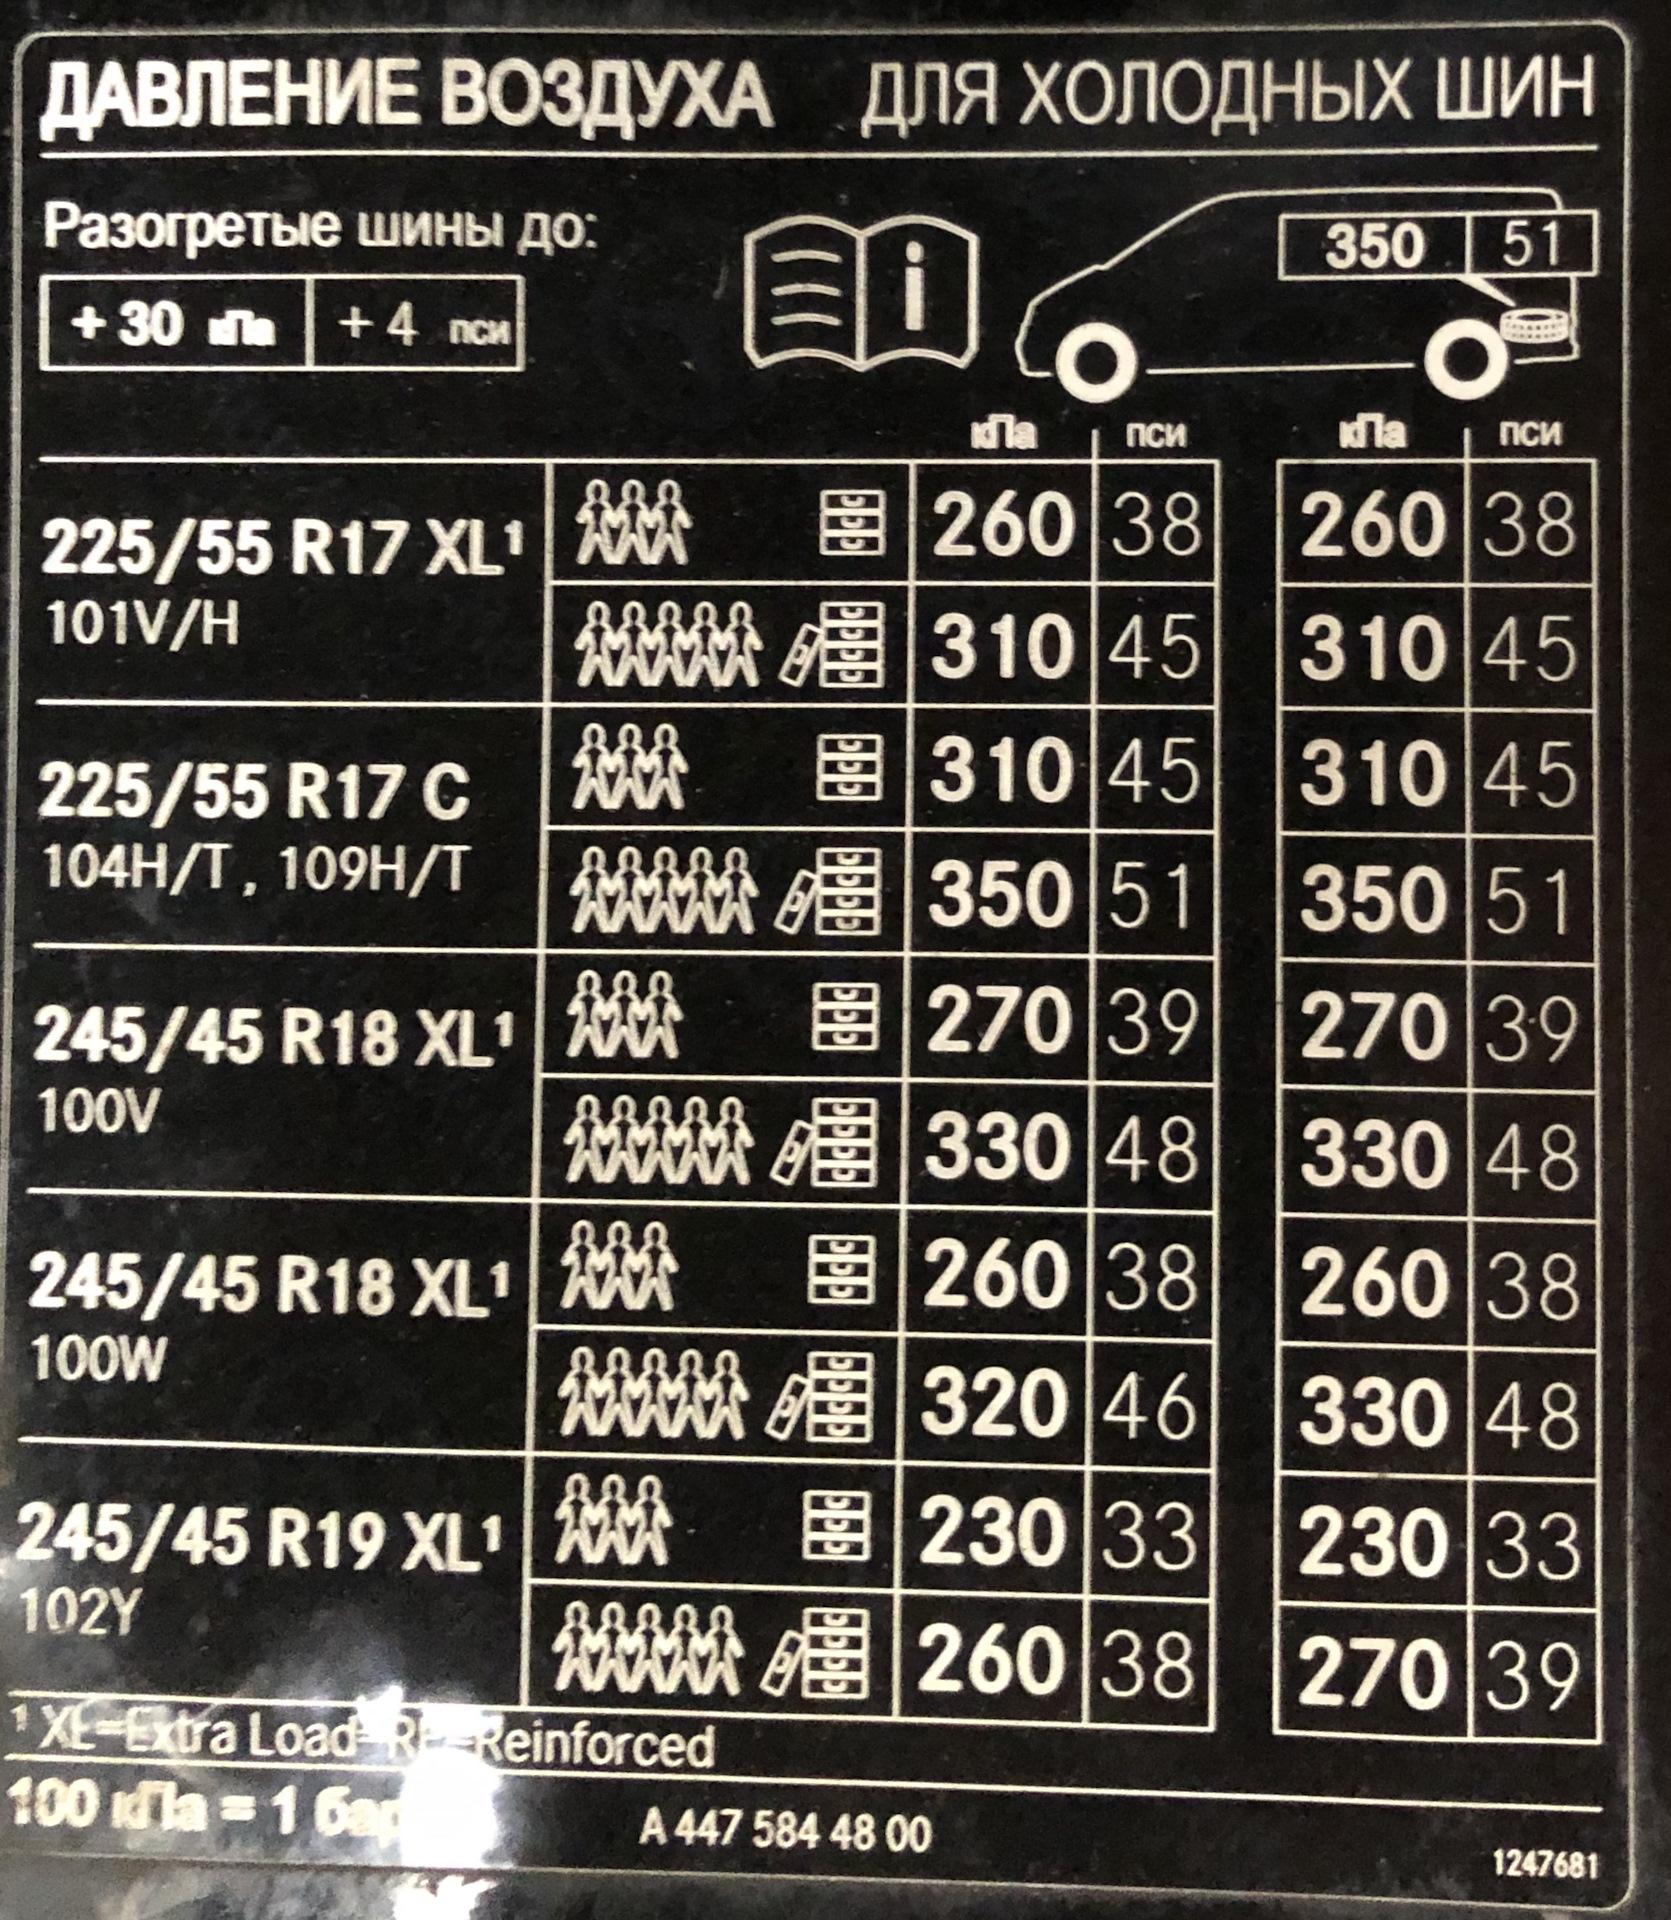 ДАВЛЕНИЕ ВОЗДУХА ДЛЯ ХОЛОДНЫХ ШИН
Разогретые шины до:
+ 30 кПа + 4 пси
i
350 51
кПа пси кПа пси
225/55 R17 XL¹ 260 38 260 38
101V/H 310 45 310 45
225/55 R17 C 310 45 310 45
104H/T, 109H/T 350 51 350 51
245/45 R18 XL¹ 270 39 270 39
100V 330 48 330 48
245/45 R18 XL¹ 260 38 260 38
100W 320 46 330 48
245/45 R19 XL¹ 230 33 230 33
102Y 260 38 270 39
¹ XL=Extra Load Reinforced
100 кПа = 1 бар
A 447 584 48 00
1247681